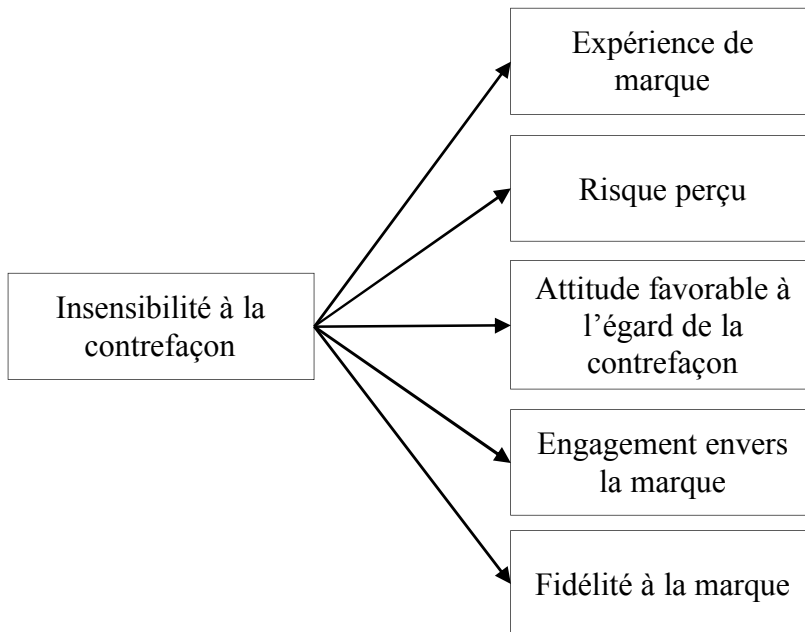 Expérience de
marque
Risque perçu
Insensibilité à la
contrefaçon
Attitude favorable à
l’égard de la
contrefaçon
Engagement envers
la marque
Fidélité à la marque